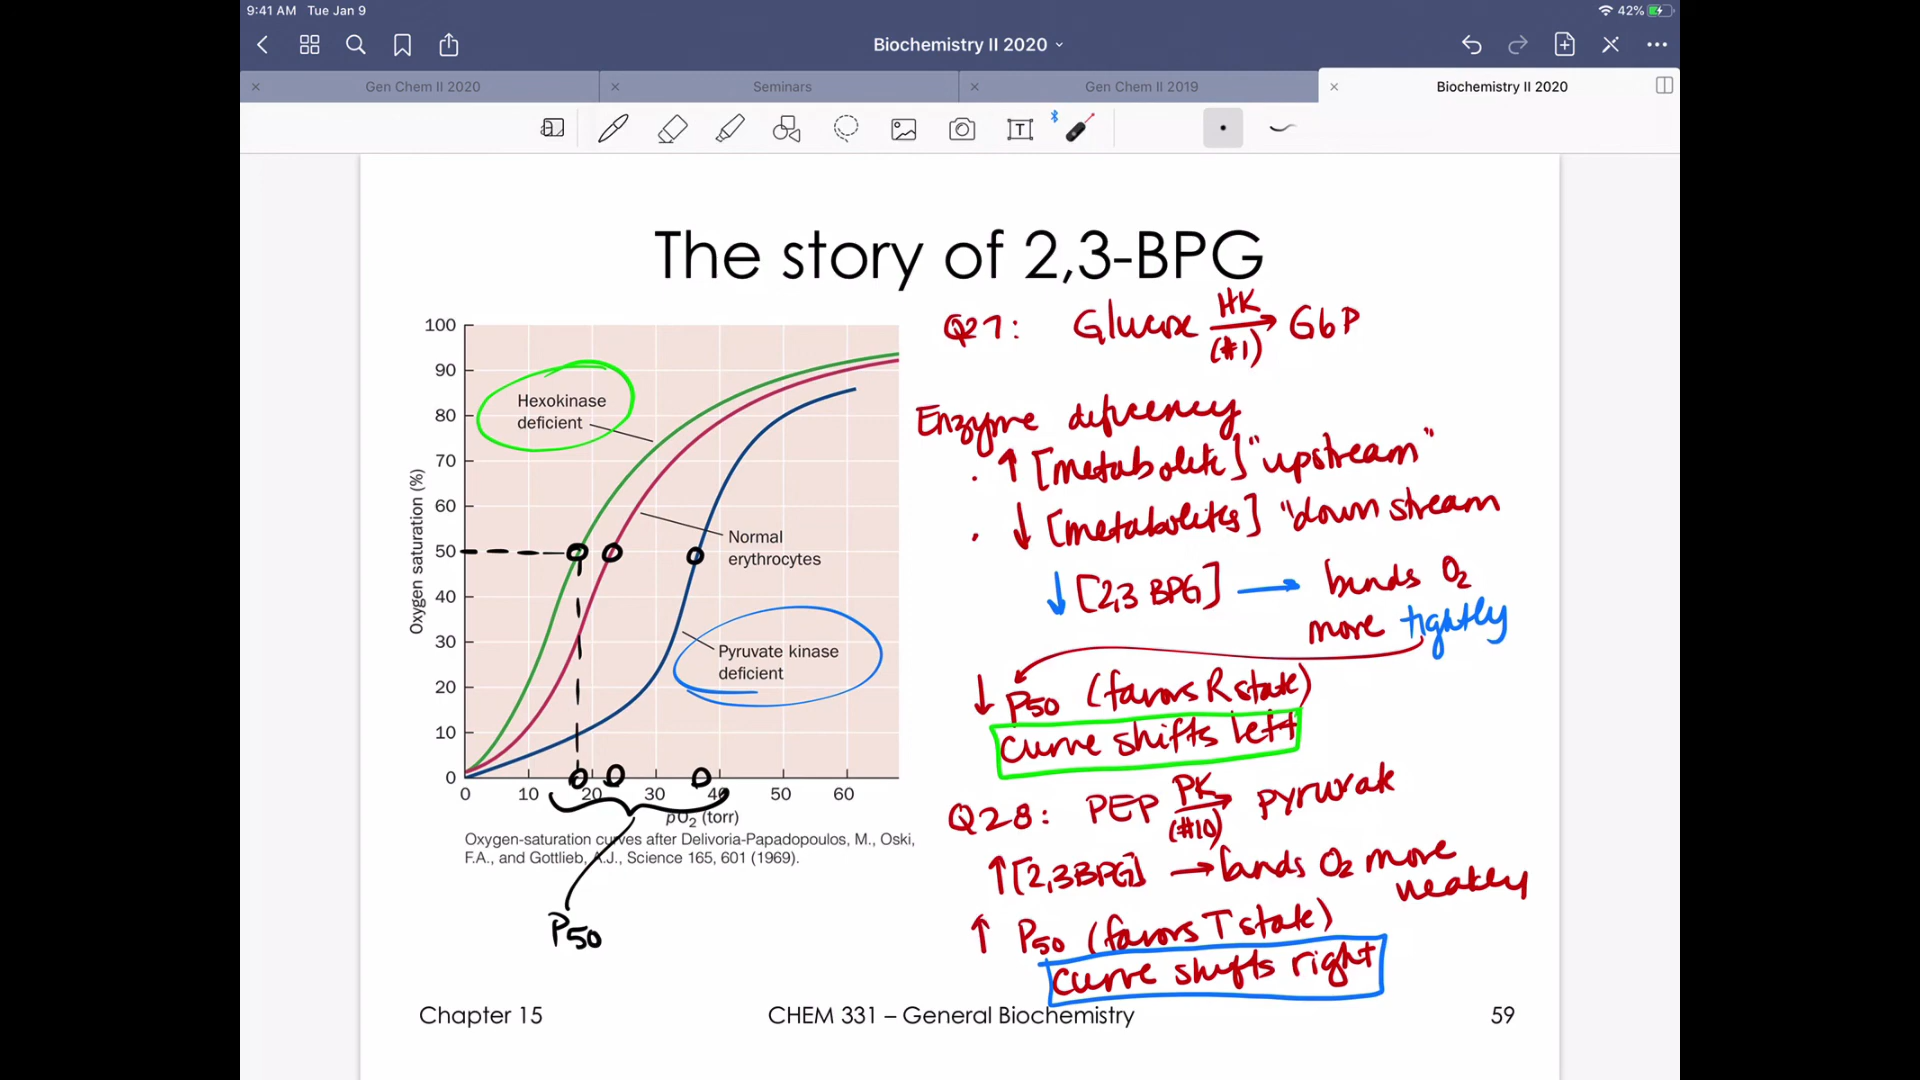 9:41 AM Tue Jan 9
42%
Biochemistry II 2020
Gen Chem II 2020
Seminars
Gen Chem II 2019
Biochemistry II 2020
T
The story of 2,3-BPG
100
90
80
70
60
50
40
30
20
10
0
Oxygen saturation (%)
Hexokinase
deficient
Normal
erythrocytes
Pyruvate kinase
deficient
0 10 20 30 40 50 60
pO2 (torr)
Oxygen-saturation curves after Delivoria-Papadopoulos, M., Oski,
F.A., and Gottlieb, A.J., Science 165, 601 (1969).
P50
Q27: Glucose HK → G6P
(#1)
Enzyme deficiency
· ↑ [metabolite] "upstream"
· ↓ [metabolites] "down stream
↓ [2,3 BPG] → binds O2
more tightly
↓ P50 (favors R state)
curve shifts left
Q28: PEP PK → pyruvate
(#10)
↑ [2,3BPG] → binds O2 more
weakly
↑ P50 (favors T state)
curve shifts right
Chapter 15
CHEM 331 – General Biochemistry
59